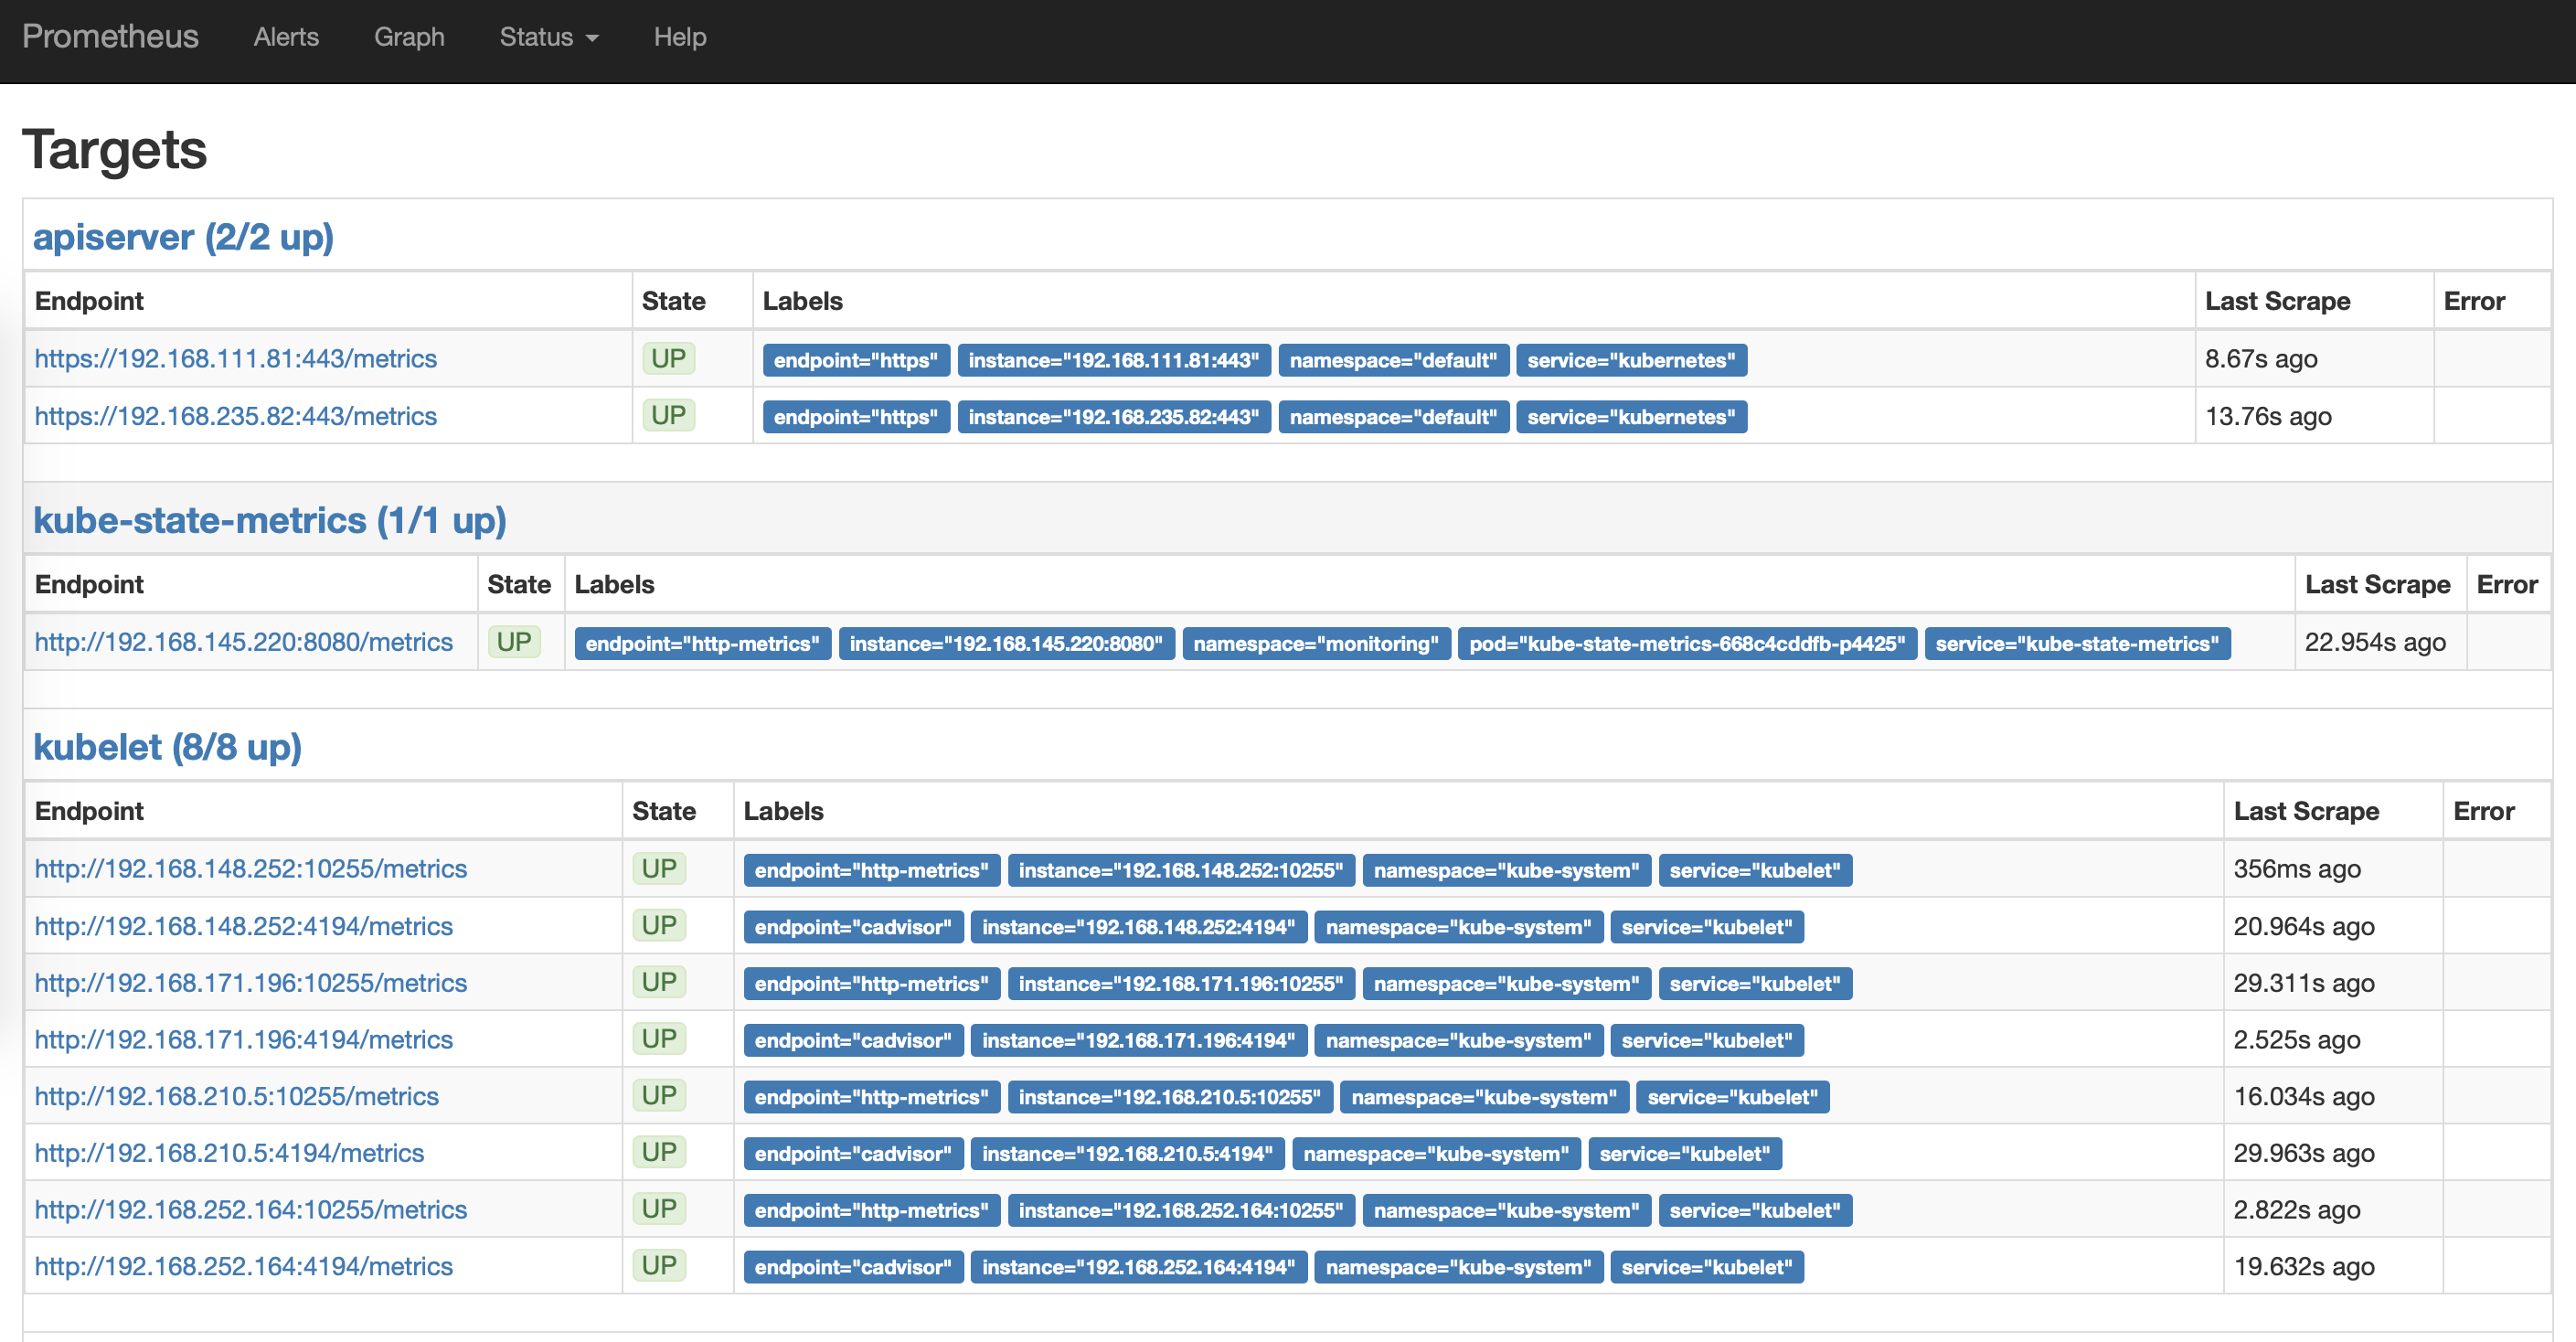 Prometheus Alerts Graph Status Help
Targets
apiserver (2/2 up)
Endpoint State Labels Last Scrape Error
https://192.168.111.81:443/metrics UP endpoint="https" instance="192.168.111.81:443" namespace="default" service="kubernetes" 8.67s ago
https://192.168.235.82:443/metrics UP endpoint="https" instance="192.168.235.82:443" namespace="default" service="kubernetes" 13.76s ago
kube-state-metrics (1/1 up)
Endpoint State Labels Last Scrape Error
http://192.168.145.220:8080/metrics UP endpoint="http-metrics" instance="192.168.145.220:8080" namespace="monitoring" pod="kube-state-metrics-668c4cddfb-p4425" service="kube-state-metrics" 22.954s ago
kubelet (8/8 up)
Endpoint State Labels Last Scrape Error
http://192.168.148.252:10255/metrics UP endpoint="http-metrics" instance="192.168.148.252:10255" namespace="kube-system" service="kubelet" 356ms ago
http://192.168.148.252:4194/metrics UP endpoint="cadvisor" instance="192.168.148.252:4194" namespace="kube-system" service="kubelet" 20.964s ago
http://192.168.171.196:10255/metrics UP endpoint="http-metrics" instance="192.168.171.196:10255" namespace="kube-system" service="kubelet" 29.311s ago
http://192.168.171.196:4194/metrics UP endpoint="cadvisor" instance="192.168.171.196:4194" namespace="kube-system" service="kubelet" 2.525s ago
http://192.168.210.5:10255/metrics UP endpoint="http-metrics" instance="192.168.210.5:10255" namespace="kube-system" service="kubelet" 16.034s ago
http://192.168.210.5:4194/metrics UP endpoint="cadvisor" instance="192.168.210.5:4194" namespace="kube-system" service="kubelet" 29.963s ago
http://192.168.252.164:10255/metrics UP endpoint="http-metrics" instance="192.168.252.164:10255" namespace="kube-system" service="kubelet" 2.822s ago
http://192.168.252.164:4194/metrics UP endpoint="cadvisor" instance="192.168.252.164:4194" namespace="kube-system" service="kubelet" 19.632s ago